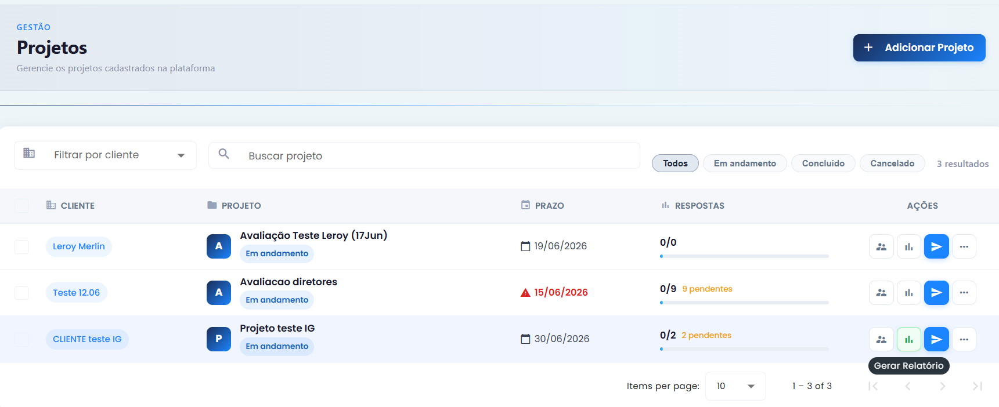 GESTÃO
Projetos
Gerencie os projetos cadastrados na plataforma
+ Adicionar Projeto
Filtrar por cliente
Buscar projeto
Todos
Em andamento
Concluído
Cancelado
3 resultados
CLIENTE
PROJETO
PRAZO
RESPOSTAS
AÇÕES
Leroy Merlin
A
Avaliação Teste Leroy (17Jun)
Em andamento
19/06/2026
0/0
Teste 12.06
A
Avaliacao diretores
Em andamento
15/06/2026
0/9 9 pendentes
CLIENTE teste IG
P
Projeto teste IG
Em andamento
30/06/2026
0/2 2 pendentes
Gerar Relatório
Items per page: 10
1 – 3 of 3